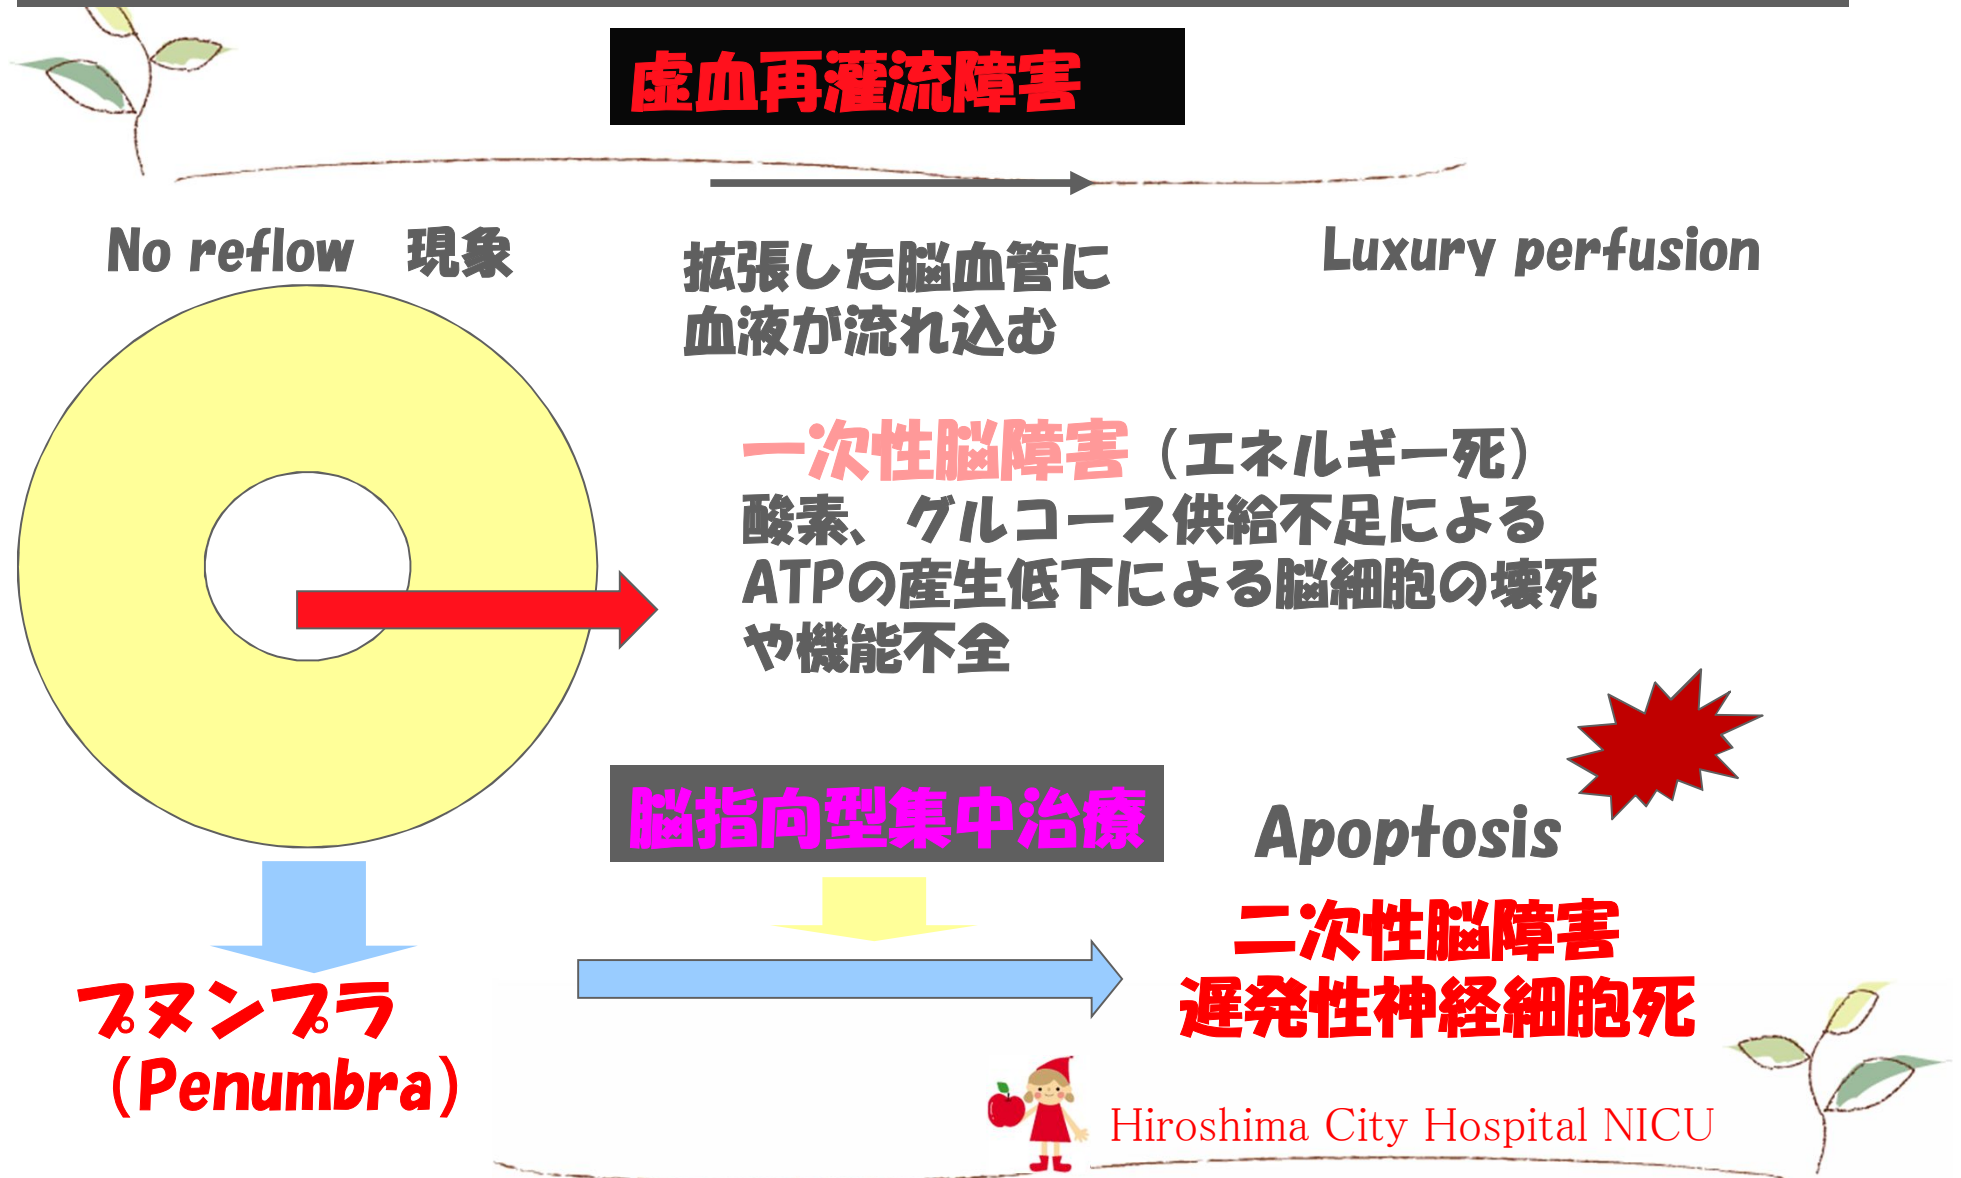 虚血再灌流障害
No reflow　現象
拡張した脳血管に
血液が流れ込む
Luxury perfusion
一次性脳障害（エネルギー死）
酸素、グルコース供給不足による
ATPの産生低下による脳細胞の壊死
や機能不全
脳指向型集中治療
Apoptosis
二次性脳障害
遅発性神経細胞死
プヌンブラ
（Penumbra）
Hiroshima City Hospital NICU